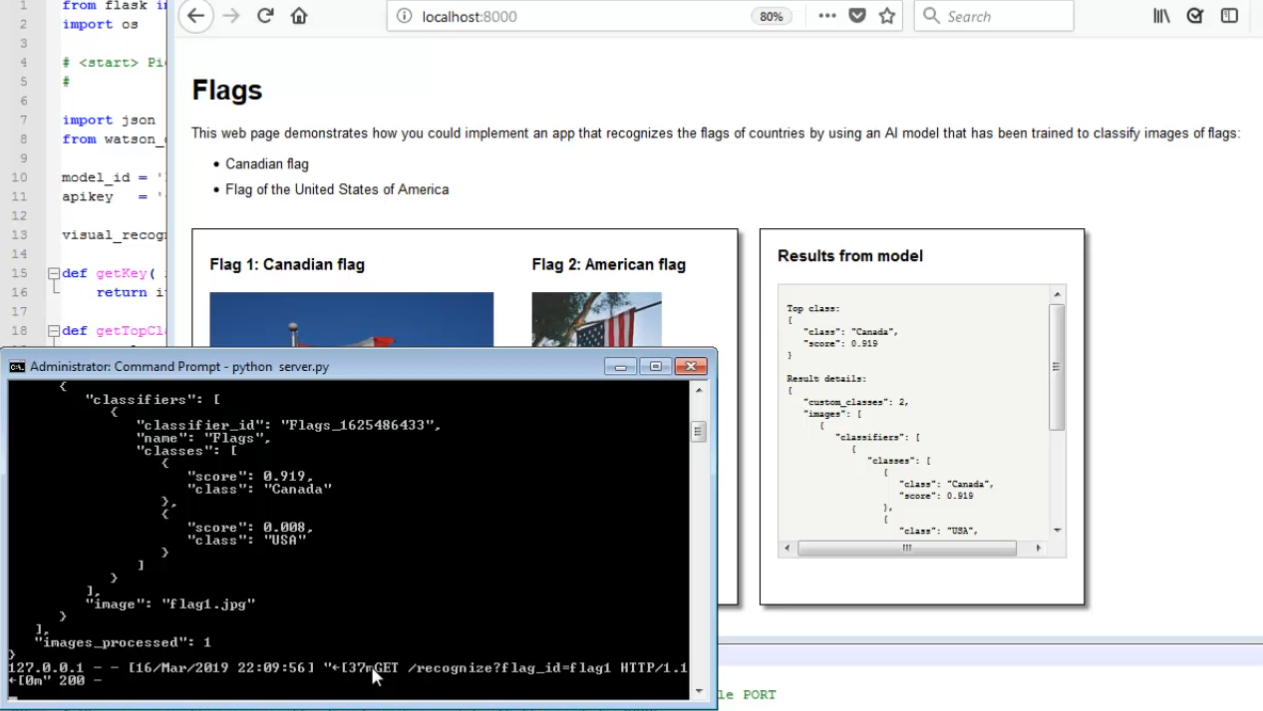 1 from flask i
2 import os
3
4 # <start> Pi
5 #
6
7 import json
8 from watson_
9
10 model_id = '
11 apikey   = '
12
13 visual_recog
14
15 def getKey( i
16     return i
17
18 def getTopCl
localhost:8000
80%
Search
Flags
This web page demonstrates how you could implement an app that recognizes the flags of countries by using an AI model that has been trained to classify images of flags:
• Canadian flag
• Flag of the United States of America
Flag 1: Canadian flag
Flag 2: American flag
Results from model
Top class:
{
   "class": "Canada",
   "score": 0.919
}
Result details:
{
   "custom_classes": 2,
   "images": [
      {
         "classifiers": [
            {
               "classes": [
                  {
                     "class": "Canada",
                     "score": 0.919
                  },
                  {
                     "class": "USA",
Administrator: Command Prompt - python  server.py
{
"classifiers": [
{
"classifier_id": "Flags_1625486433",
"name": "Flags",
"classes": [
{
"score": 0.919,
"class": "Canada"
},
{
"score": 0.008,
"class": "USA"
}
]
}
],
"image": "flag1.jpg"
}
],
"images_processed": 1
}
127.0.0.1 - - [16/Mar/2019 22:09:56] "←[37mGET /recognize?flag_id=flag1 HTTP/1.1
←[0m" 200 -
le PORT